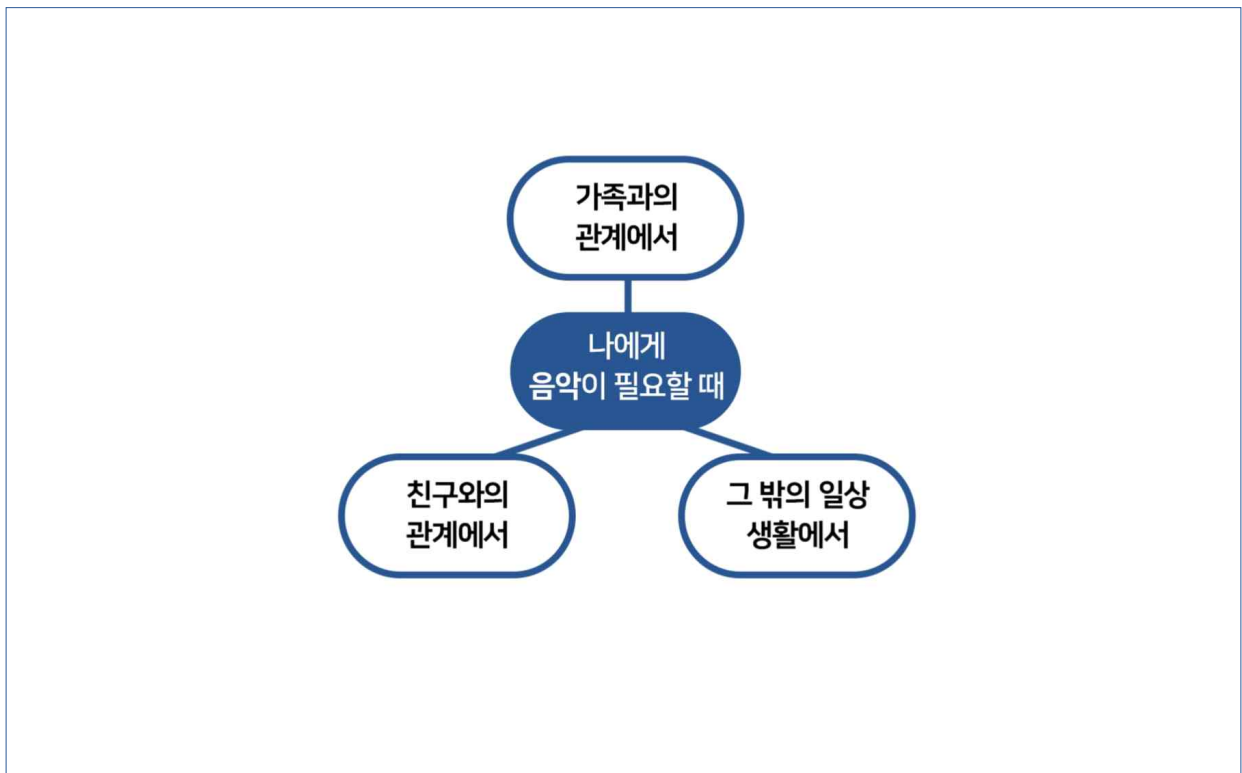 가족과의
관계에서
나에게
음악이 필요할 때
친구와의
관계에서
그 밖의 일상
생활에서